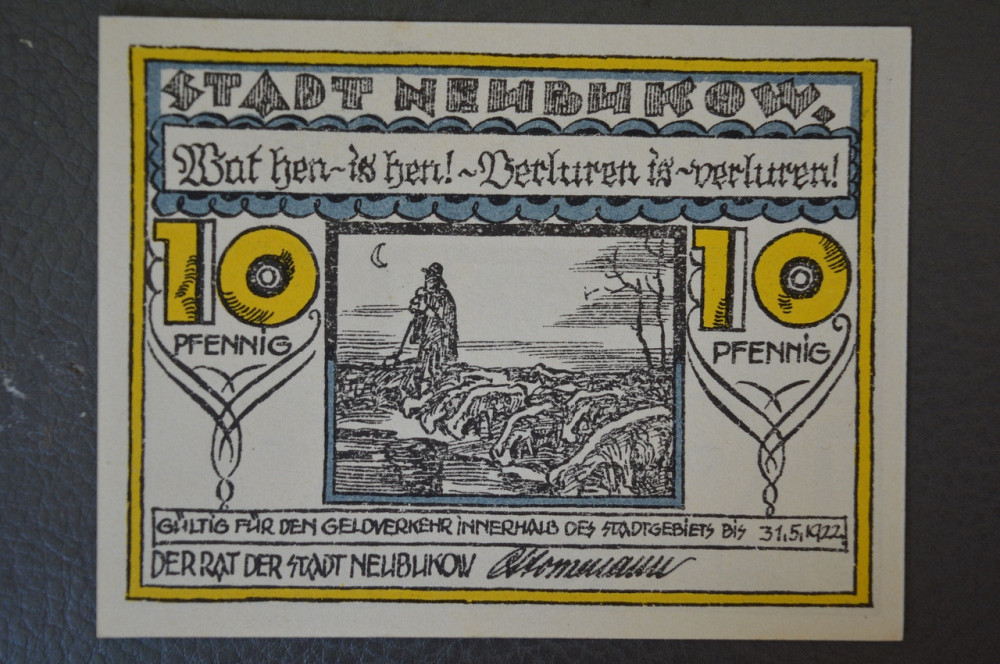 STADT NEUBUKOW.
Wat hen~is hen!~Verluren is~verluren!
10 10
PFENNiG PFENNiG
GÜLTiG FÜR DEN GELDVERKEHR iNNERHALB DES STADTGEBiETS BiS 31.5.1922.
DER RAT DER STADT NEUBUKOW